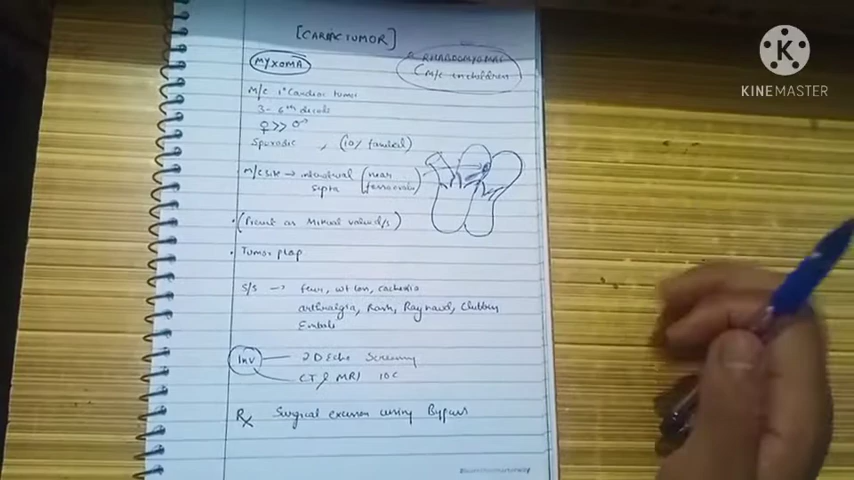 [CARDIAC TUMOR]
MYXOMA
RHABDOMYOMAS
(M/C in children
M/C 1° Cardiac tumor
3 - 6th decade
♀ >> ♂
Sporadic, (10% familial)
M/C site → interatrial septa (near fossa ovalis)
(Present as Mitral valve d/s)
Tumor plop
S/S → fever, wt loss, cachexia
arthralgia, Rash, Raynaud, Clubbing
Emboli
Inv
2D Echo Screening
CT & MRI IOC
Rx Surgical excision using Bypass
K
KINEMASTER